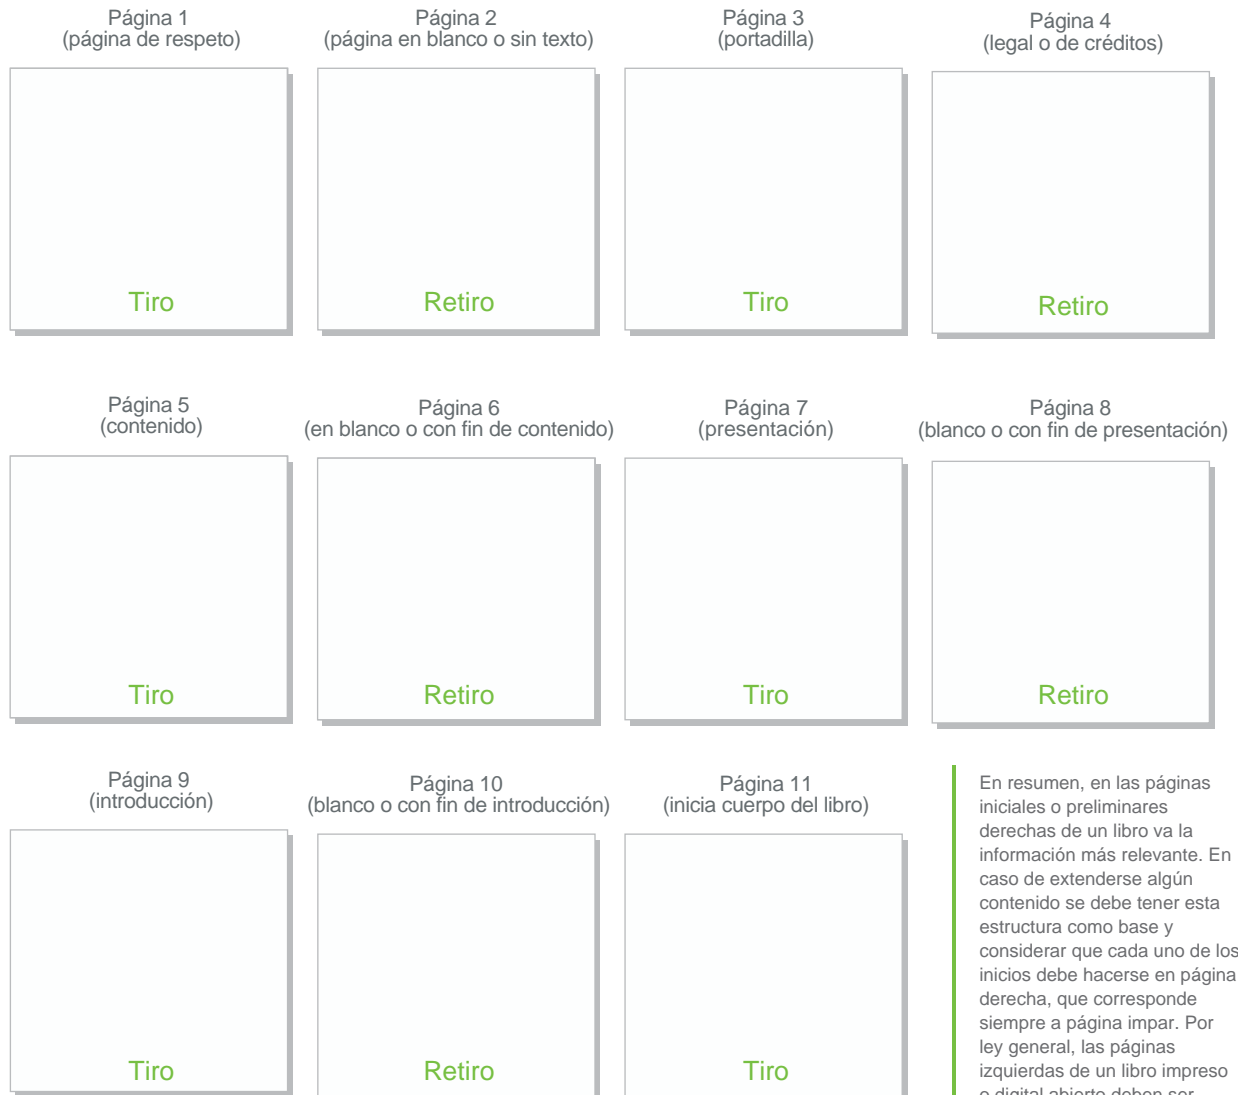 Página 1
(página de respeto)
Tiro
Página 2
(página en blanco o sin texto)
Retiro
Página 3
(portadilla)
Tiro
Página 4
(legal o de créditos)
Retiro
Página 5
(contenido)
Tiro
Página 6
(en blanco o con fin de contenido)
Retiro
Página 7
(presentación)
Tiro
Página 8
(blanco o con fin de presentación)
Retiro
Página 9
(introducción)
Tiro
Página 10
(blanco o con fin de introducción)
Retiro
Página 11
(inicia cuerpo del libro)
Tiro
En resumen, en las páginas
iniciales o preliminares
derechas de un libro va la
información más relevante. En
caso de extenderse algún
contenido se debe tener esta
estructura como base y
considerar que cada uno de los
inicios debe hacerse en página
derecha, que corresponde
siempre a página impar. Por
ley general, las páginas
izquierdas de un libro impreso
o digital abierto deben ser